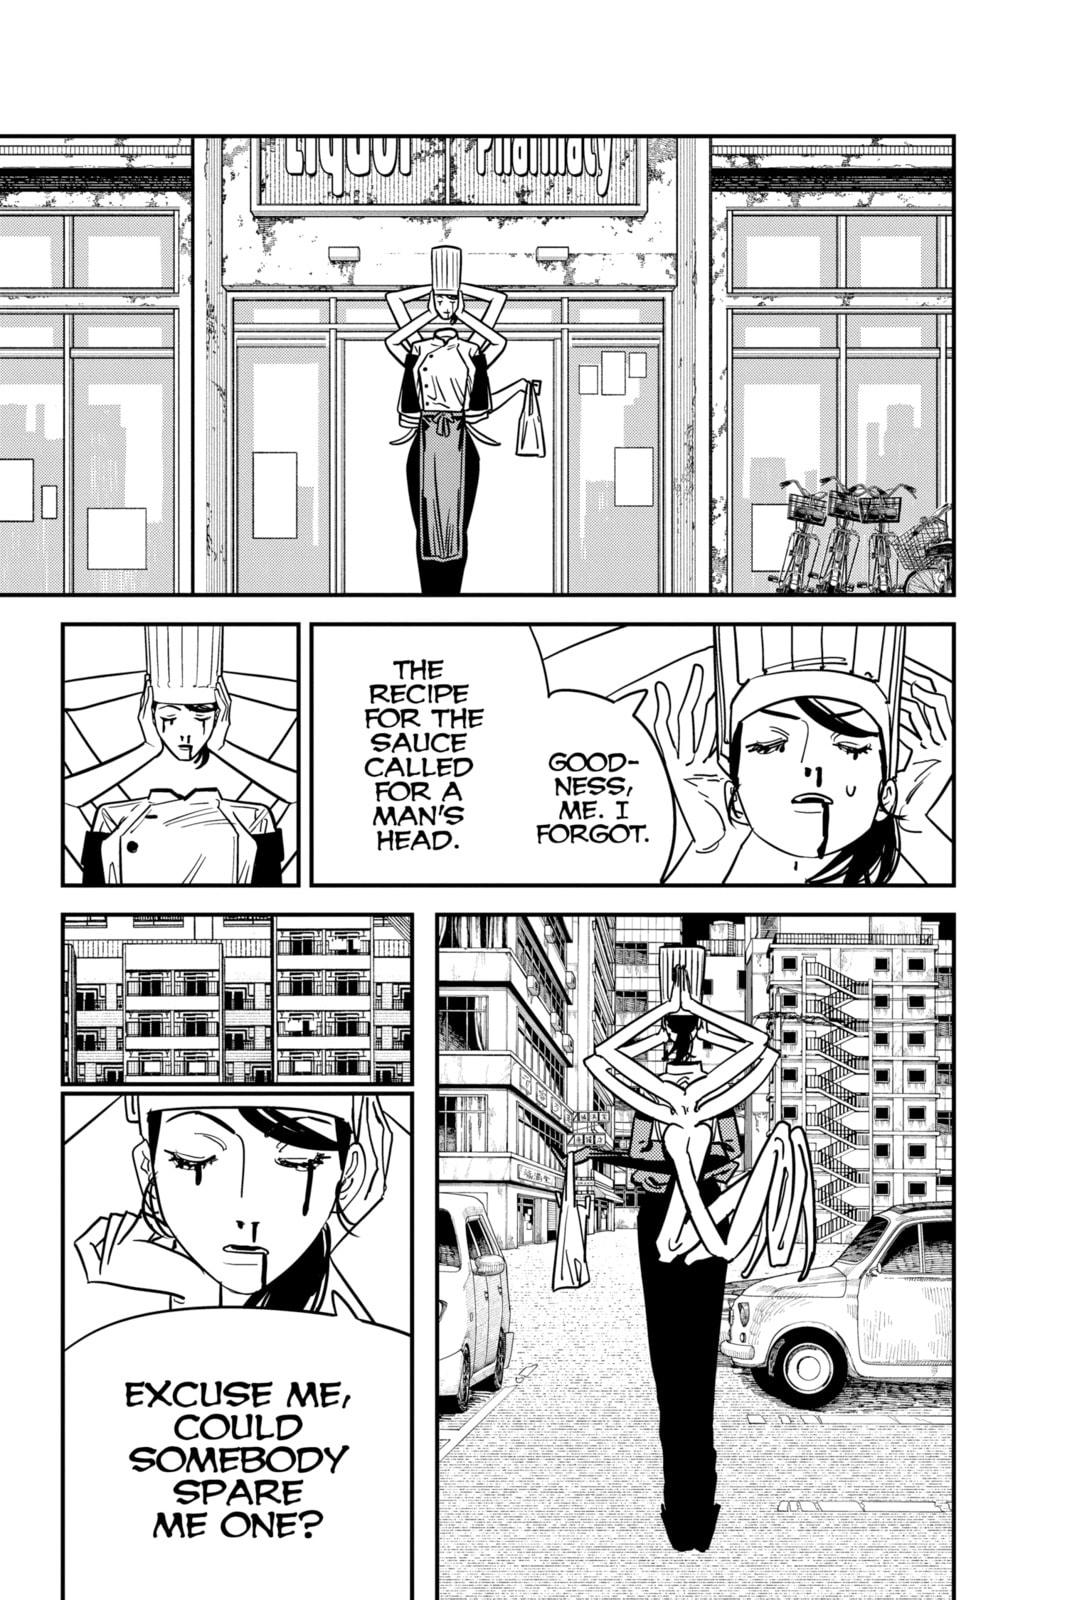 Liquor Pharmacy
GOOD-
NESS,
ME. I
FORGOT.
THE
RECIPE
FOR THE
SAUCE
CALLED
FOR A
MAN'S
HEAD.
EXCUSE ME,
COULD
SOMEBODY
SPARE
ME ONE?